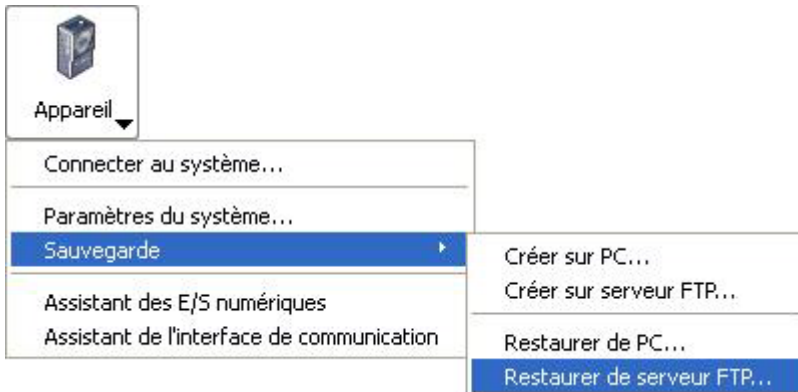 Appareil
Connecter au système...
Paramètres du système...
Sauvegarde
Créer sur PC...
Créer sur serveur FTP...
Assistant des E/S numériques
Assistant de l'interface de communication
Restaurer de PC...
Restaurer de serveur FTP...